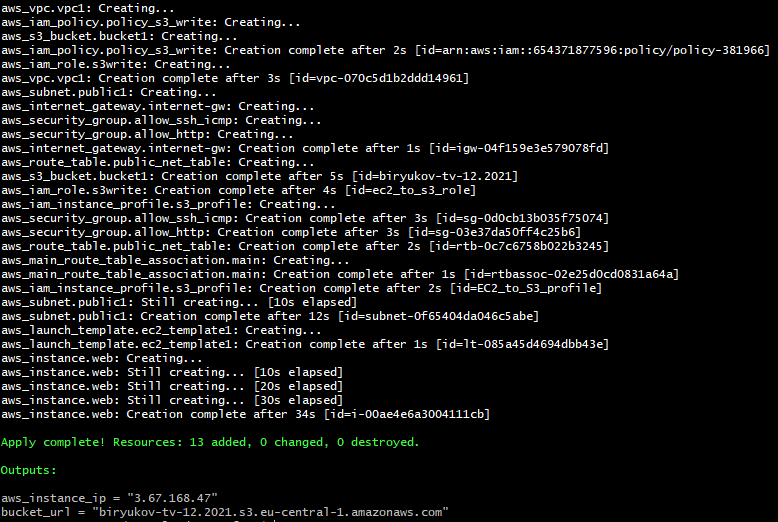 aws_vpc.vpc1: Creating...
aws_iam_policy.policy_s3_write: Creating...
aws_s3_bucket.bucket1: Creating...
aws_iam_policy.policy_s3_write: Creation complete after 2s [id=arn:aws:iam::654371877596:policy/policy-381966]
aws_iam_role.s3write: Creating...
aws_vpc.vpc1: Creation complete after 3s [id=vpc-070c5d1b2ddd14961]
aws_subnet.public1: Creating...
aws_internet_gateway.internet-gw: Creating...
aws_security_group.allow_ssh_icmp: Creating...
aws_security_group.allow_http: Creating...
aws_internet_gateway.internet-gw: Creation complete after 1s [id=igw-04f159e3e579078fd]
aws_route_table.public_net_table: Creating...
aws_s3_bucket.bucket1: Creation complete after 5s [id=biryukov-tv-12.2021]
aws_iam_role.s3write: Creation complete after 4s [id=ec2_to_s3_role]
aws_iam_instance_profile.s3_profile: Creating...
aws_security_group.allow_ssh_icmp: Creation complete after 3s [id=sg-0d0cb13b035f75074]
aws_security_group.allow_http: Creation complete after 3s [id=sg-03e37da50ff4c25b6]
aws_route_table.public_net_table: Creation complete after 2s [id=rtb-0c7c6758b022b3245]
aws_main_route_table_association.main: Creating...
aws_main_route_table_association.main: Creation complete after 1s [id=rtbassoc-02e25d0cd0831a64a]
aws_iam_instance_profile.s3_profile: Creation complete after 2s [id=EC2_to_S3_profile]
aws_subnet.public1: Still creating... [10s elapsed]
aws_subnet.public1: Creation complete after 12s [id=subnet-0f65404da046c5abe]
aws_launch_template.ec2_template1: Creating...
aws_launch_template.ec2_template1: Creation complete after 1s [id=lt-085a45d4694dbb43e]
aws_instance.web: Creating...
aws_instance.web: Still creating... [10s elapsed]
aws_instance.web: Still creating... [20s elapsed]
aws_instance.web: Still creating... [30s elapsed]
aws_instance.web: Creation complete after 34s [id=i-00ae4e6a3004111cb]
Apply complete! Resources: 13 added, 0 changed, 0 destroyed.
Outputs:
aws_instance_ip = "3.67.168.47"
bucket_url = "biryukov-tv-12.2021.s3.eu-central-1.amazonaws.com"